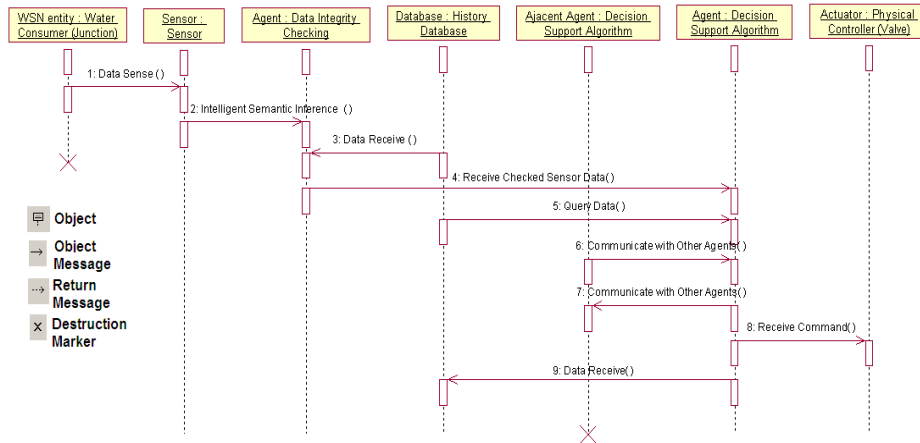 WSN entity : Water
Consumer (Junction)
Sensor :
Sensor
Agent : Data Integrity
Checking
Database : History
Database
Ajacent Agent : Decision
Support Algorithm
Agent : Decision
Support Algorithm
Actuator : Physical
Controller (Valve)
1: Data Sense ( )
2: Intelligent Semantic Inference ( )
3: Data Receive ( )
4: Receive Checked Sensor Data( )
5: Query Data( )
6: Communicate with Other Agents( )
7: Communicate with Other Agents( )
8: Receive Command( )
9: Data Receive( )
Object
Object
Message
Return
Message
X Destruction
Marker